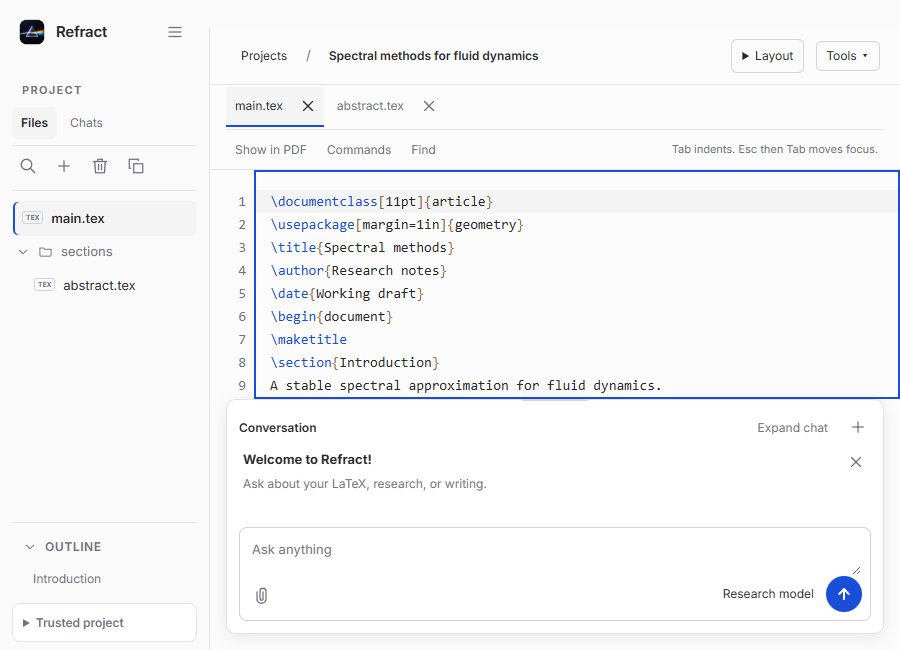 Refract
PROJECT
Files Chats
TEX main.tex
sections
TEX abstract.tex
OUTLINE
Introduction
Trusted project
Projects / Spectral methods for fluid dynamics
Layout Tools
main.tex abstract.tex
Show in PDF Commands Find Tab indents. Esc then Tab moves focus.
1 \documentclass[11pt]{article}
2 \usepackage[margin=1in]{geometry}
3 \title{Spectral methods}
4 \author{Research notes}
5 \date{Working draft}
6 \begin{document}
7 \maketitle
8 \section{Introduction}
9 A stable spectral approximation for fluid dynamics.
Conversation Expand chat
Welcome to Refract!
Ask about your LaTeX, research, or writing.
Ask anything
Research model